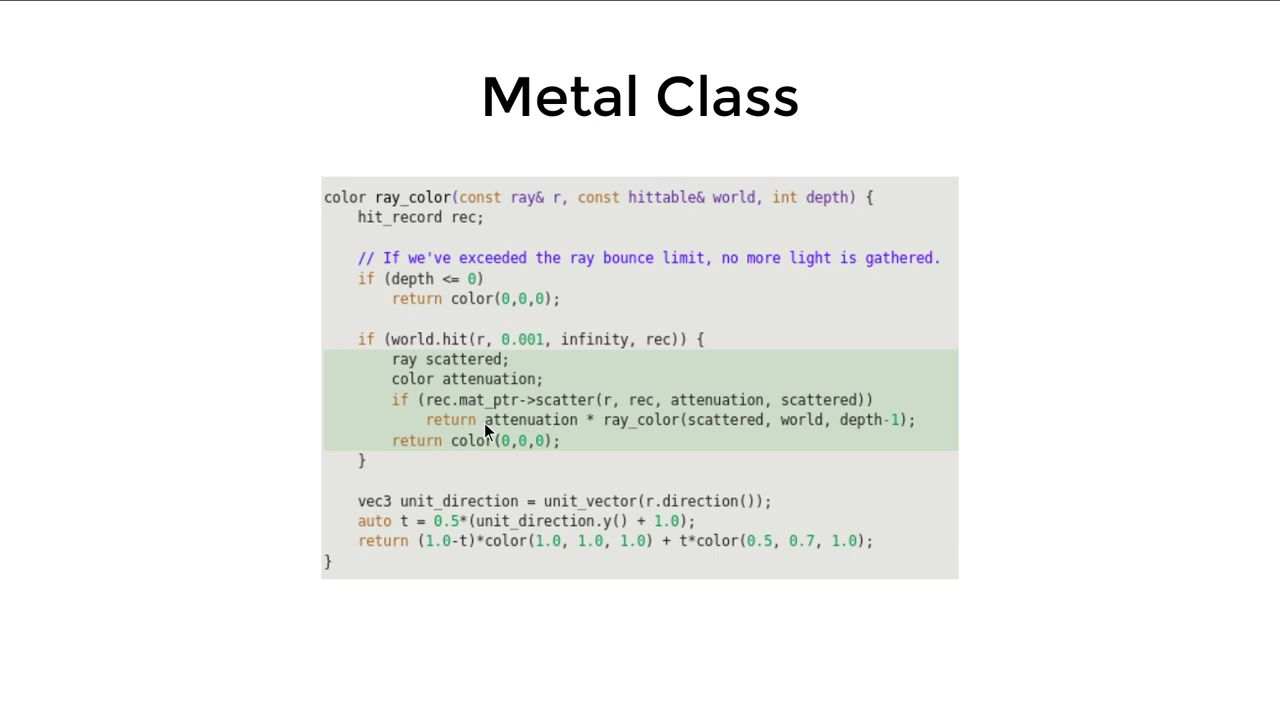 Metal Class
color ray_color(const ray& r, const hittable& world, int depth) {
    hit_record rec;
    // If we've exceeded the ray bounce limit, no more light is gathered.
    if (depth <= 0)
        return color(0,0,0);
    if (world.hit(r, 0.001, infinity, rec)) {
        ray scattered;
        color attenuation;
        if (rec.mat_ptr->scatter(r, rec, attenuation, scattered))
            return attenuation * ray_color(scattered, world, depth-1);
        return color(0,0,0);
    }
    vec3 unit_direction = unit_vector(r.direction());
    auto t = 0.5*(unit_direction.y() + 1.0);
    return (1.0-t)*color(1.0, 1.0, 1.0) + t*color(0.5, 0.7, 1.0);
}